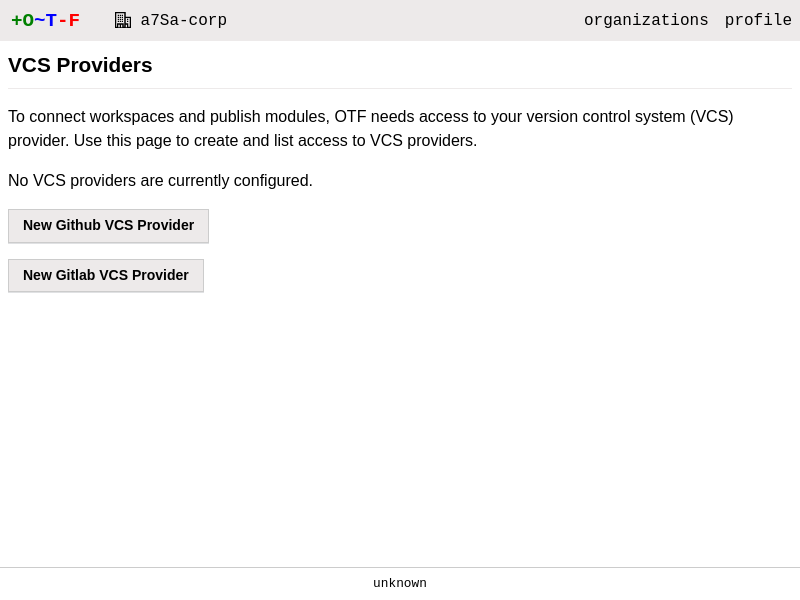 +O~T-F a7Sa-corp organizations profile
VCS Providers
To connect workspaces and publish modules, OTF needs access to your version control system (VCS)
provider. Use this page to create and list access to VCS providers.
No VCS providers are currently configured.
New Github VCS Provider
New Gitlab VCS Provider
unknown